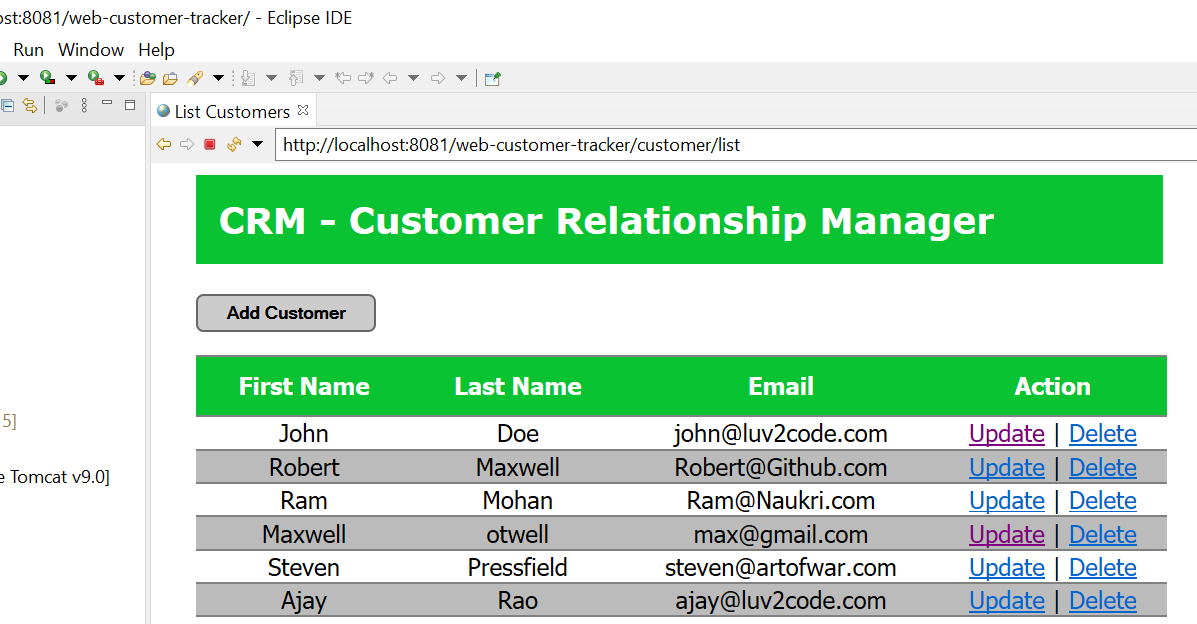 ost:8081/web-customer-tracker/ - Eclipse IDE
Run Window Help
List Customers
http://localhost:8081/web-customer-tracker/customer/list
CRM - Customer Relationship Manager
Add Customer
First Name Last Name Email Action
John Doe john@luv2code.com Update | Delete
Robert Maxwell Robert@Github.com Update | Delete
Ram Mohan Ram@Naukri.com Update | Delete
Maxwell otwell max@gmail.com Update | Delete
Steven Pressfield steven@artofwar.com Update | Delete
Ajay Rao ajay@luv2code.com Update | Delete
5]
e Tomcat v9.0]